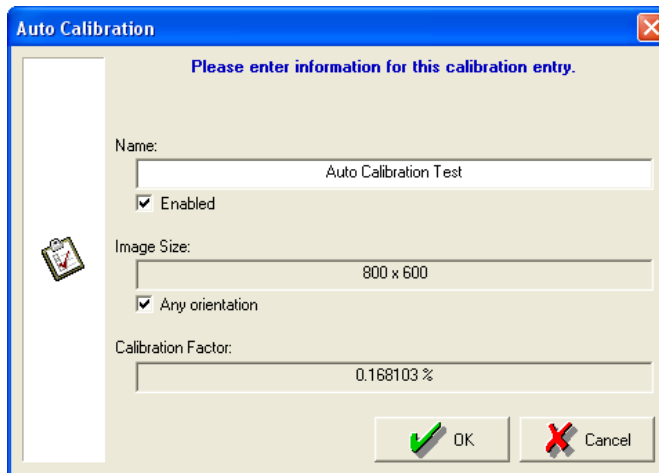 Auto Calibration
Please enter information for this calibration entry.
Name:
Auto Calibration Test
Enabled
Image Size:
800 x 600
Any orientation
Calibration Factor:
0.168103 %
OK
Cancel